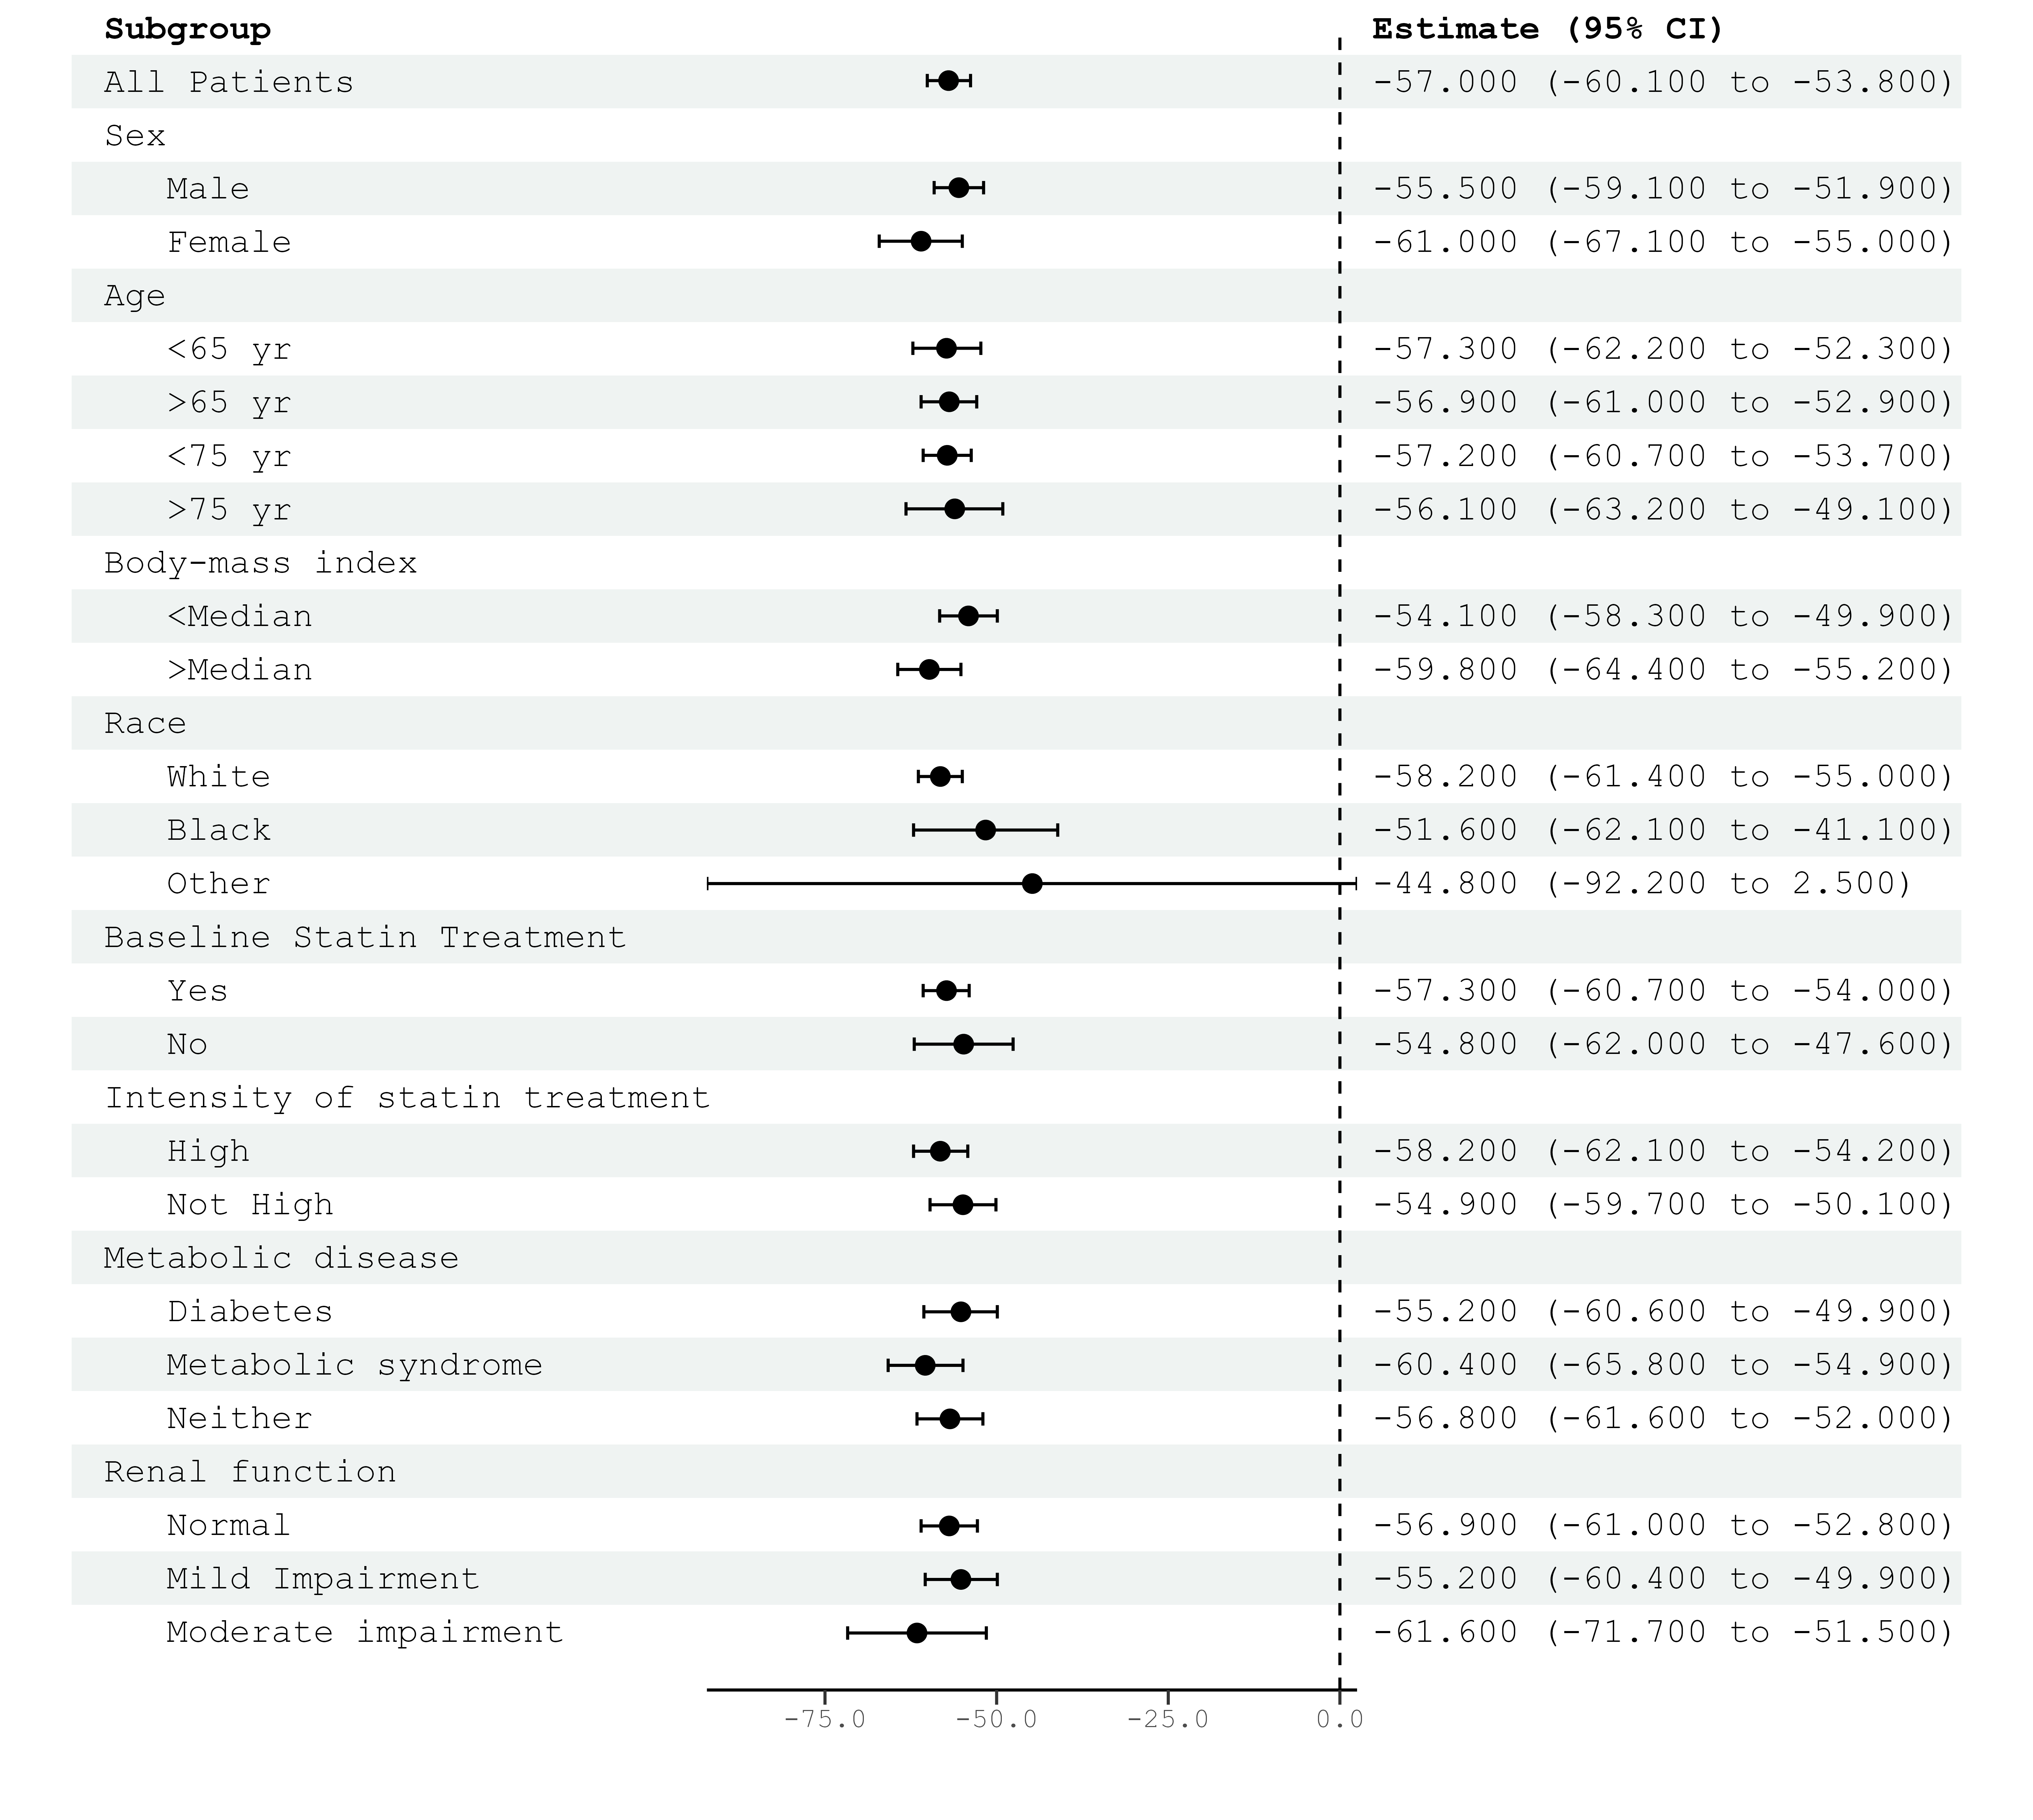 Subgroup Estimate (95% CI)
All Patients -57.000 (-60.100 to -53.800)
Sex
Male -55.500 (-59.100 to -51.900)
Female -61.000 (-67.100 to -55.000)
Age
<65 yr -57.300 (-62.200 to -52.300)
>65 yr -56.900 (-61.000 to -52.900)
<75 yr -57.200 (-60.700 to -53.700)
>75 yr -56.100 (-63.200 to -49.100)
Body-mass index
<Median -54.100 (-58.300 to -49.900)
>Median -59.800 (-64.400 to -55.200)
Race
White -58.200 (-61.400 to -55.000)
Black -51.600 (-62.100 to -41.100)
Other -44.800 (-92.200 to 2.500)
Baseline Statin Treatment
Yes -57.300 (-60.700 to -54.000)
No -54.800 (-62.000 to -47.600)
Intensity of statin treatment
High -58.200 (-62.100 to -54.200)
Not High -54.900 (-59.700 to -50.100)
Metabolic disease
Diabetes -55.200 (-60.600 to -49.900)
Metabolic syndrome -60.400 (-65.800 to -54.900)
Neither -56.800 (-61.600 to -52.000)
Renal function
Normal -56.900 (-61.000 to -52.800)
Mild Impairment -55.200 (-60.400 to -49.900)
Moderate impairment -61.600 (-71.700 to -51.500)
-75.0 -50.0 -25.0 0.0